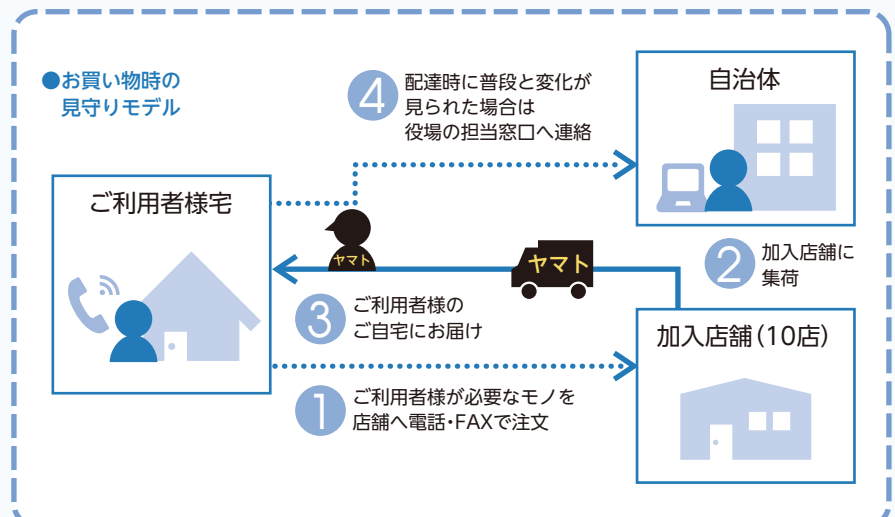 ●お買い物時の
見守りモデル
4
配達時に普段と変化が
見られた場合は
役場の担当窓口へ連絡
自治体
ご利用者様宅
ヤマト
ヤマト
2
加入店舗に
集荷
3
ご利用者様の
ご自宅にお届け
加入店舗（10店）
1
ご利用者様が必要なモノを
店舗へ電話・FAXで注文